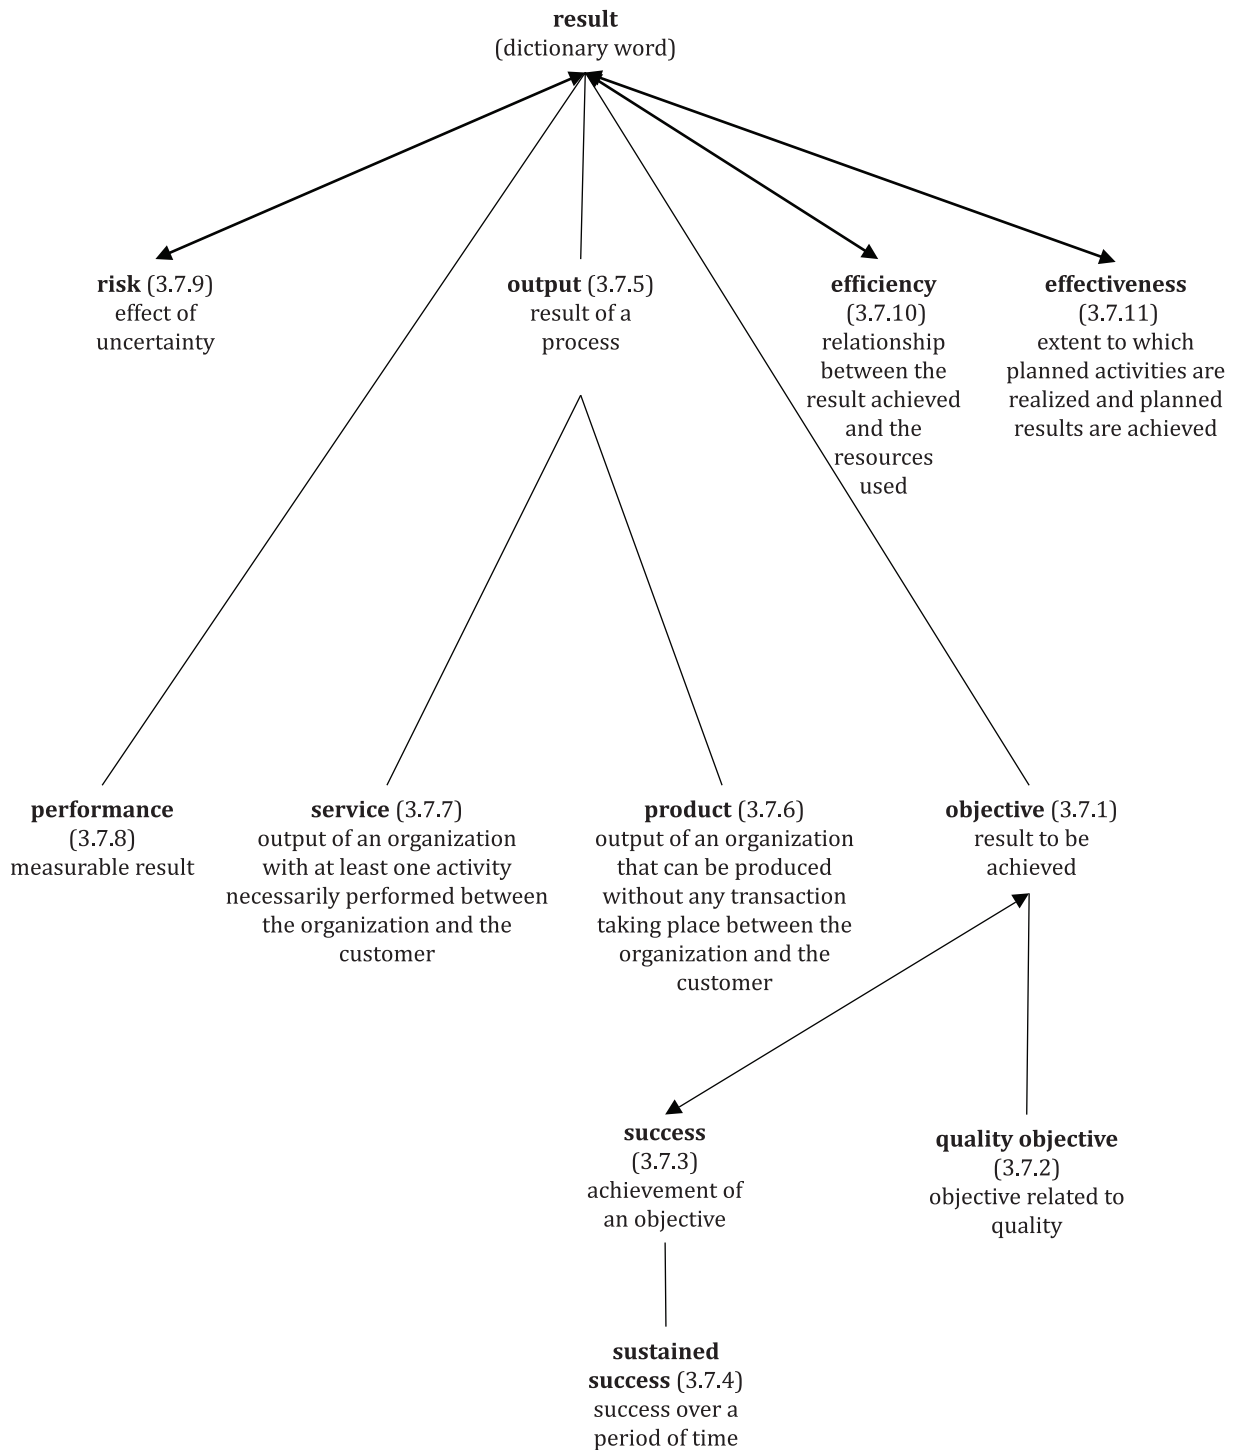 result
(dictionary word)
risk (3.7.9)
effect of
uncertainty
output (3.7.5)
result of a
process
efficiency
(3.7.10)
relationship
between the
result achieved
and the
resources
used
effectiveness
(3.7.11)
extent to which
planned activities are
realized and planned
results are achieved
performance
(3.7.8)
measurable result
service (3.7.7)
output of an organization
with at least one activity
necessarily performed between
the organization and the
customer
product (3.7.6)
output of an organization
that can be produced
without any transaction
taking place between the
organization and the
customer
objective (3.7.1)
result to be
achieved
success
(3.7.3)
achievement of
an objective
quality objective
(3.7.2)
objective related to
quality
sustained
success (3.7.4)
success over a
period of time